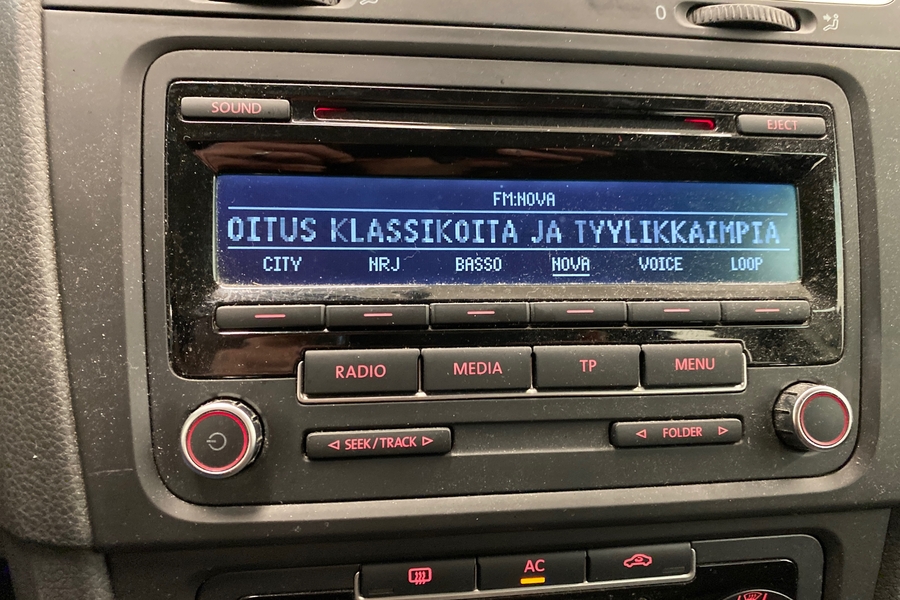 0
SOUND
EJECT
FM:NOVA
OITUS KLASSIKOITA JA TYYLIKKAIMPIA
CITY NRJ BASSO NOVA VOICE LOOP
RADIO MEDIA TP MENU
SEEK/TRACK FOLDER
AC